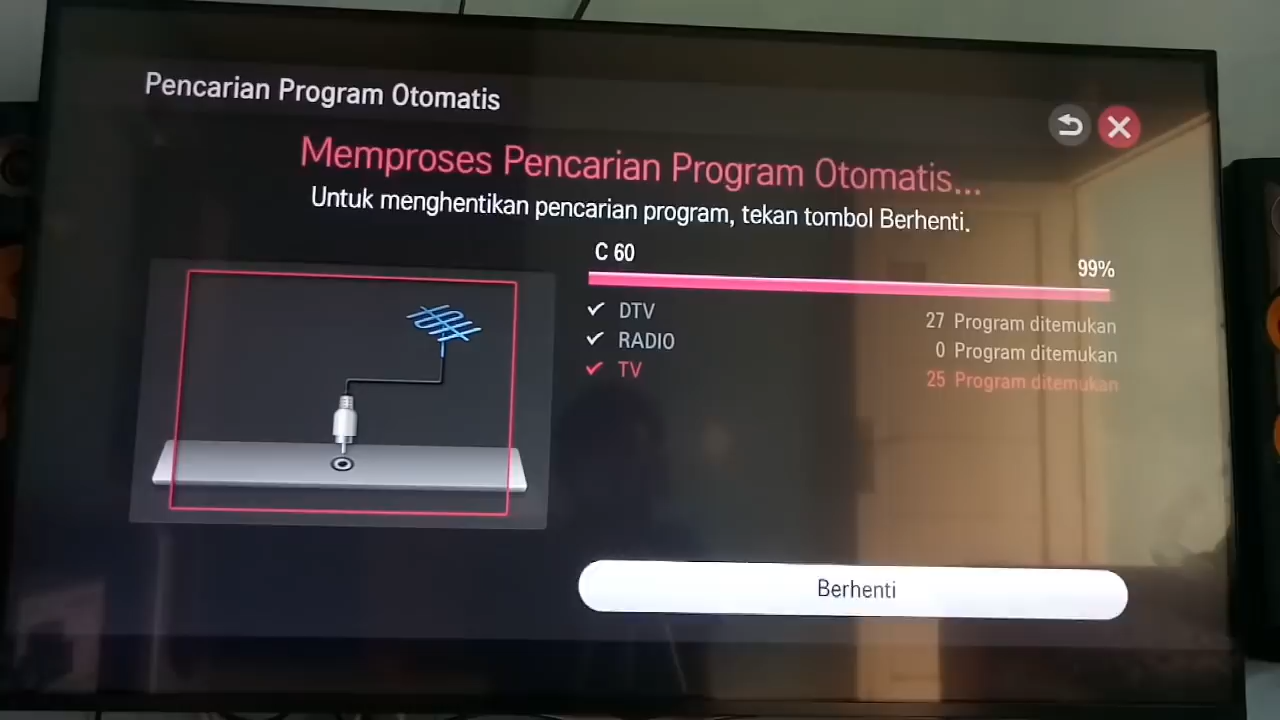 Pencarian Program Otomatis
Memproses Pencarian Program Otomatis...
Untuk menghentikan pencarian program, tekan tombol Berhenti.
C 60
99%
DTV 27 Program ditemukan
RADIO 0 Program ditemukan
TV 25 Program ditemukan
Berhenti